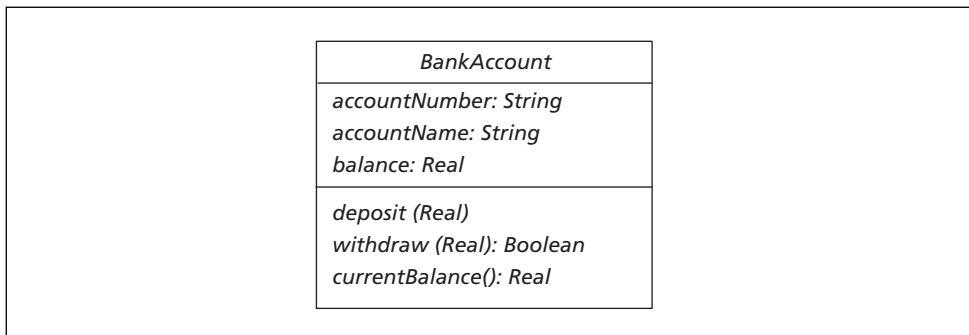 BankAccount
accountNumber: String
accountName: String
balance: Real
deposit (Real)
withdraw (Real): Boolean
currentBalance(): Real